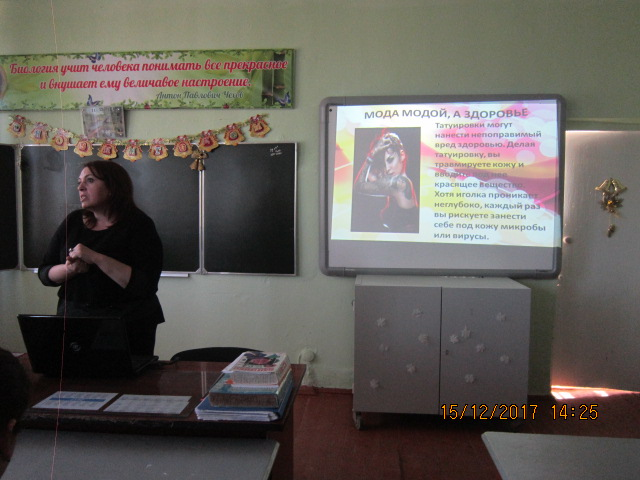 Биология учит человека понимать все прекрасное
и внушает ему величавое настроение.
Антон Павлович Чехов
МОДА МОДОЙ, А ЗДОРОВЬЕ
Татуировки могут
нанести непоправимый
вред здоровью. Делая
татуировку, вы
травмируете кожу и
вводите
красящее вещество.
Хотя иголка проникает
неглубоко, каждый раз
вы рискуете занести
себе под кожу микробы
или вирусы.
15/12/2017 14:25